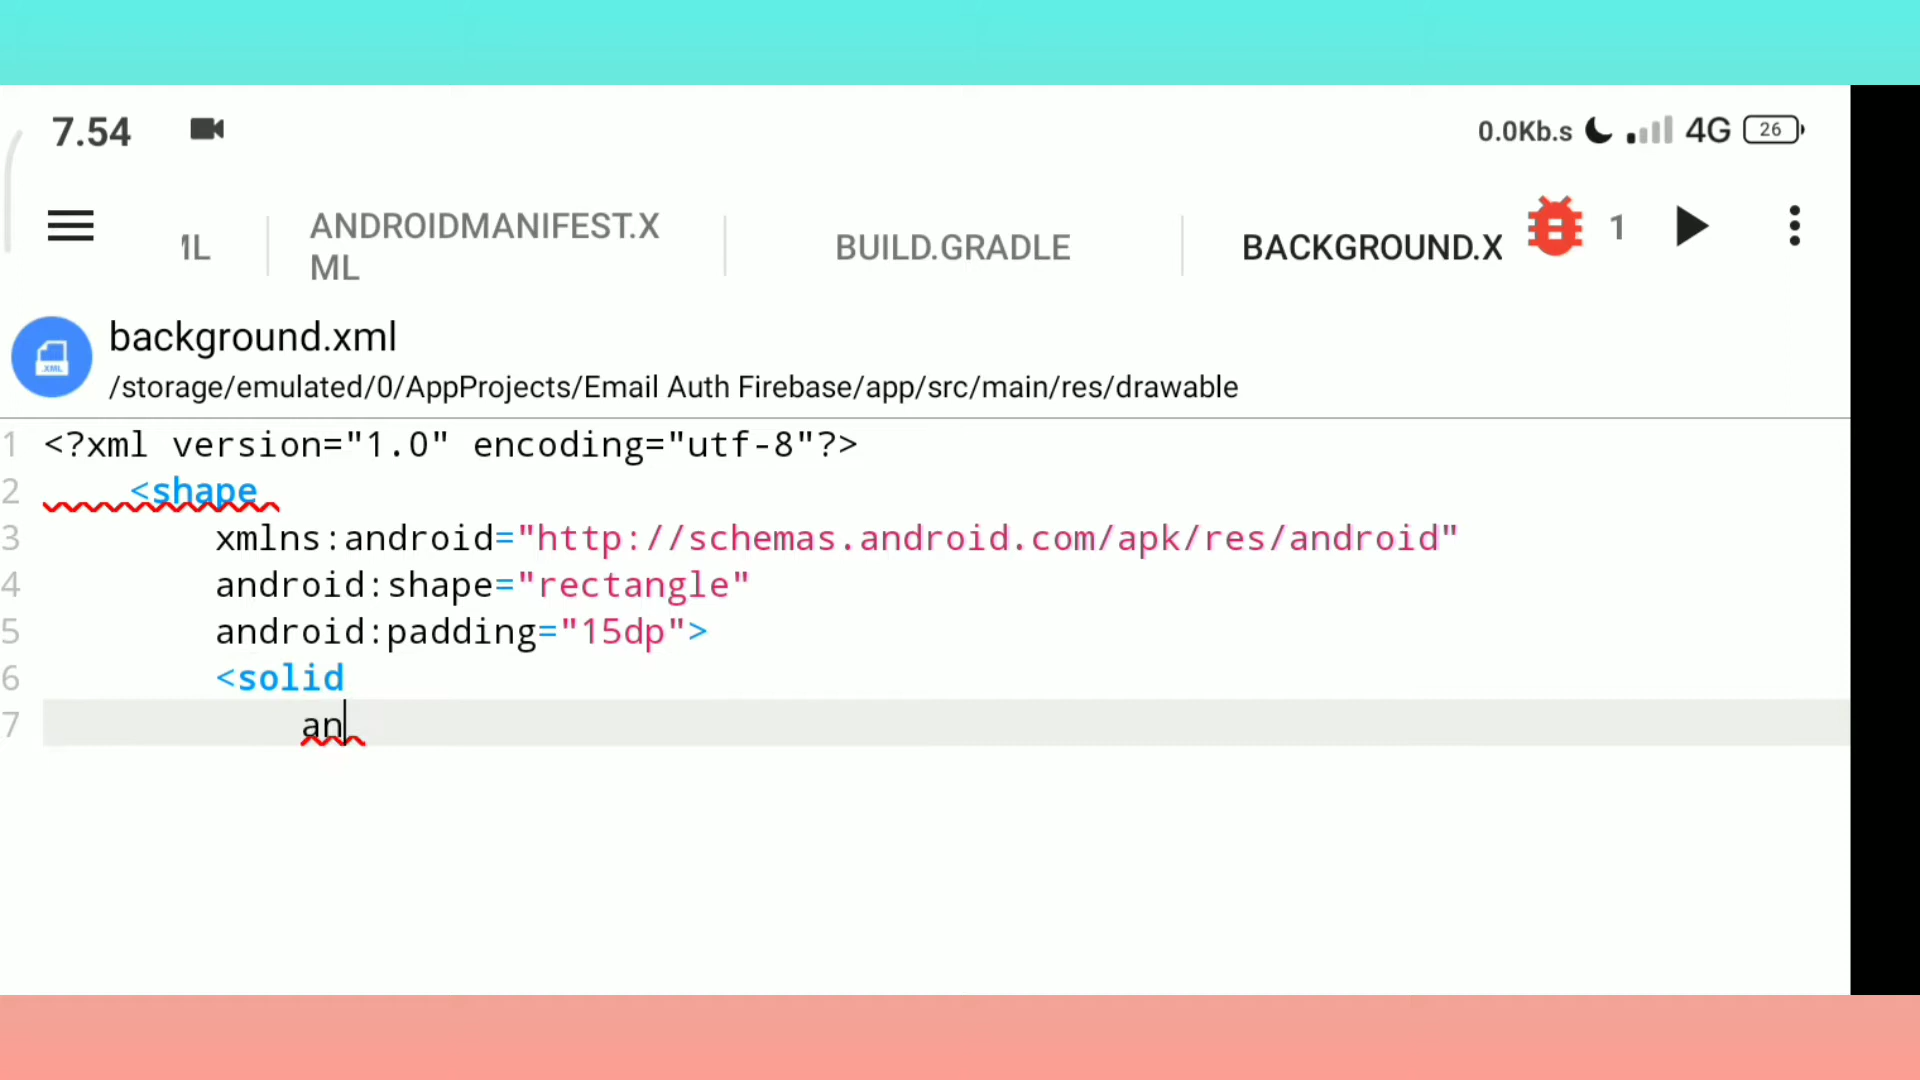 7.54
0.0Kb.s 4G 26
ML ANDROIDMANIFEST.X BUILD.GRADLE BACKGROUND.X 1
ML
background.xml
XML
/storage/emulated/0/AppProjects/Email Auth Firebase/app/src/main/res/drawable
1 <?xml version="1.0" encoding="utf-8"?>
2 <shape
3 xmlns:android="http://schemas.android.com/apk/res/android"
4 android:shape="rectangle"
5 android:padding="15dp">
6 <solid
7 an